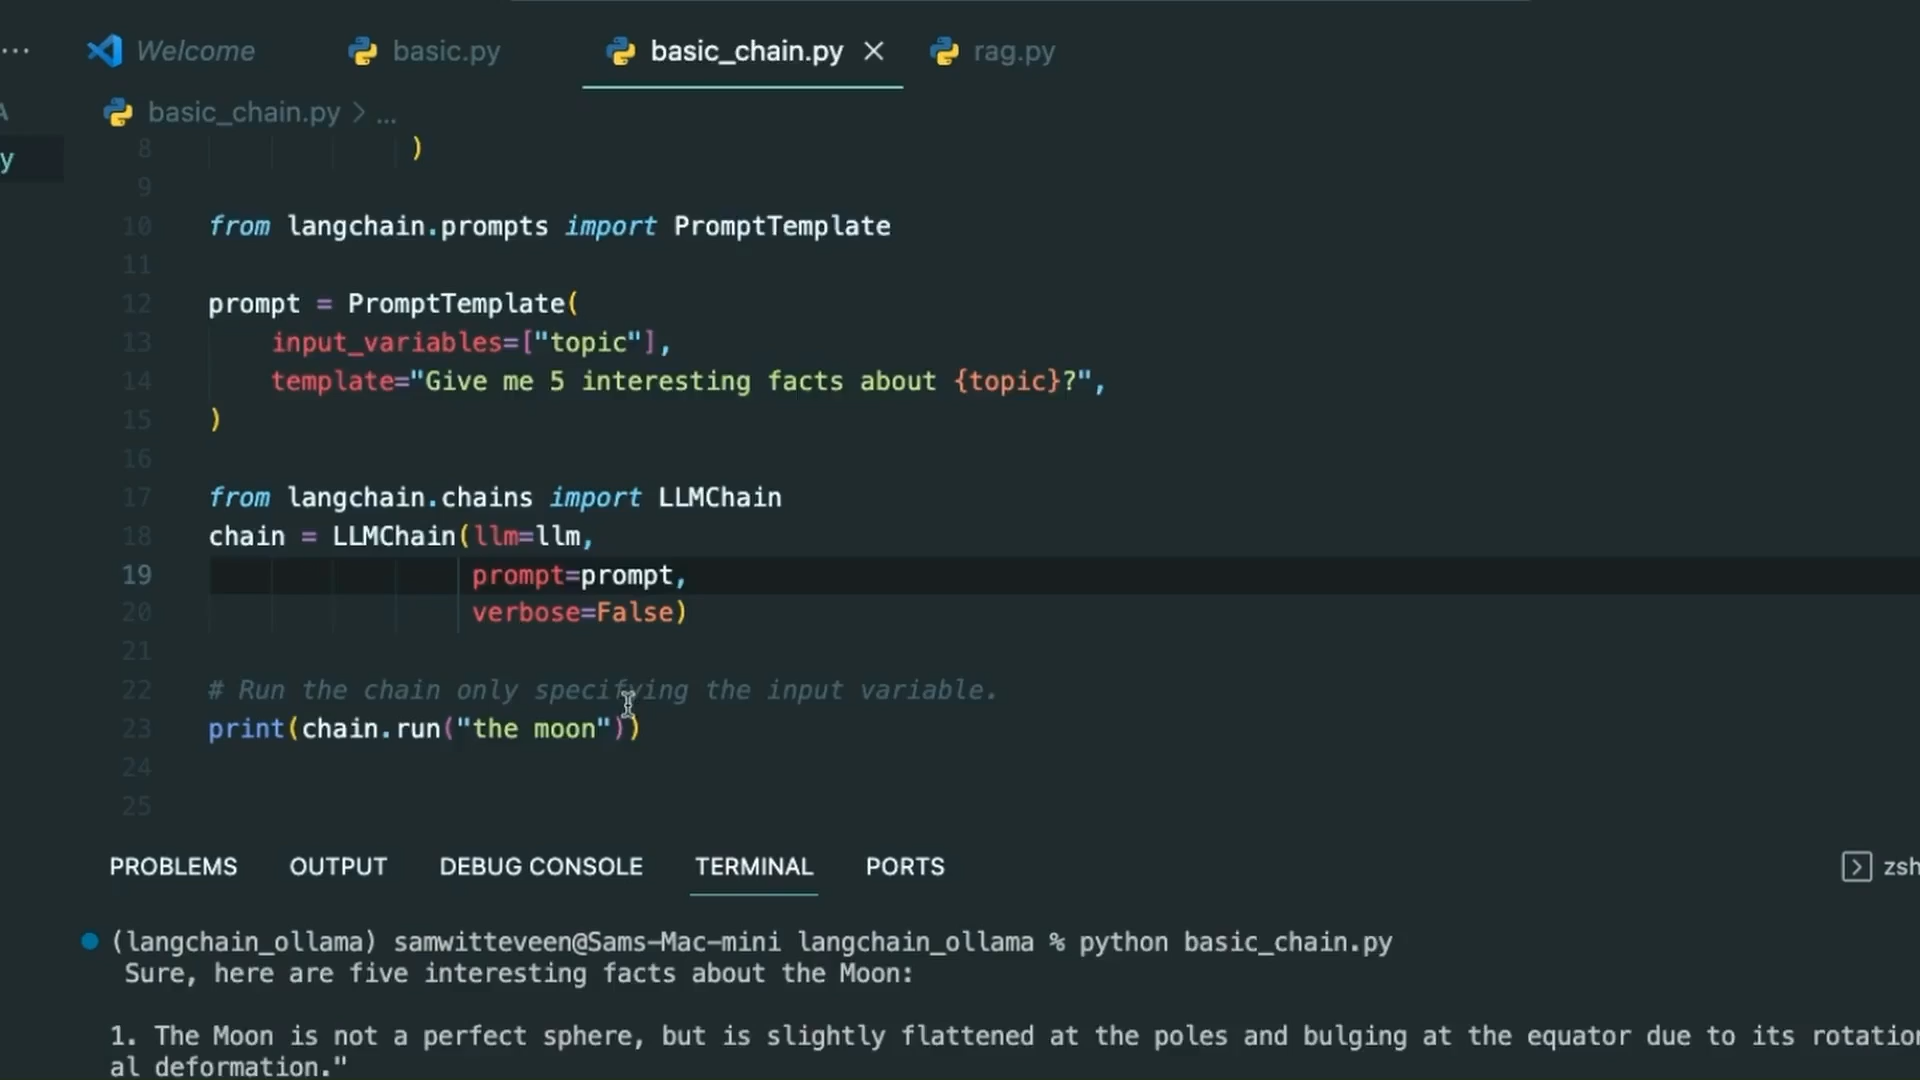 Welcome basic.py basic_chain.py rag.py
basic_chain.py > ...
y
8 )
9
10 from langchain.prompts import PromptTemplate
11
12 prompt = PromptTemplate(
13 input_variables=["topic"],
14 template="Give me 5 interesting facts about {topic}?",
15 )
16
17 from langchain.chains import LLMChain
18 chain = LLMChain(llm=llm,
19 prompt=prompt,
20 verbose=False)
21
22 # Run the chain only specifying the input variable.
23 print(chain.run("the moon"))
24
25
PROBLEMS OUTPUT DEBUG CONSOLE TERMINAL PORTS zsh
(langchain_ollama) samwitteveen@Sams-Mac-mini langchain_ollama % python basic_chain.py
Sure, here are five interesting facts about the Moon:
1. The Moon is not a perfect sphere, but is slightly flattened at the poles and bulging at the equator due to its rotation
al deformation."